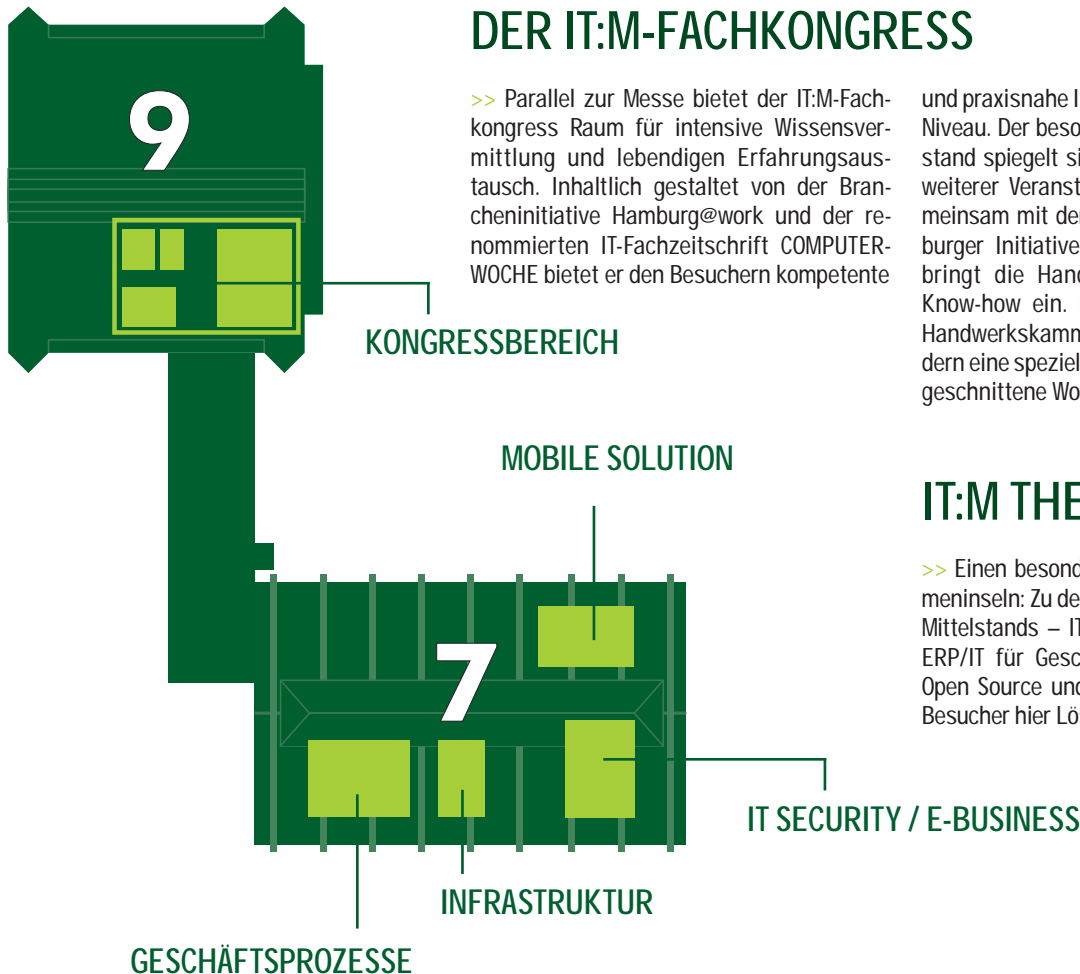 DER IT:M-FACHKONGRESS
>> Parallel zur Messe bietet der IT:M-Fach-
kongress Raum für intensive Wissensver-
mittlung und lebendigen Erfahrungsaus-
tausch. Inhaltlich gestaltet von der Bran-
cheninitiative Hamburg@work und der re-
nommierten IT-Fachzeitschrift COMPUTER-
WOCHE bietet er den Besuchern kompetente
und praxisnahe I
Niveau. Der beso
stand spiegelt si
weiterer Veranst
meinsam mit der
burger Initiative
bringt die Hand
Know-how ein.
Handwerkskamm
dern eine speziel
geschnittene Wo
9
KONGRESSBEREICH
MOBILE SOLUTION
IT:M THE
>> Einen besond
meninseln: Zu de
Mittelstands – IT
ERP/IT für Gesc
Open Source und
Besucher hier Lö
7
IT SECURITY / E-BUSINESS
INFRASTRUKTUR
GESCHÄFTSPROZESSE